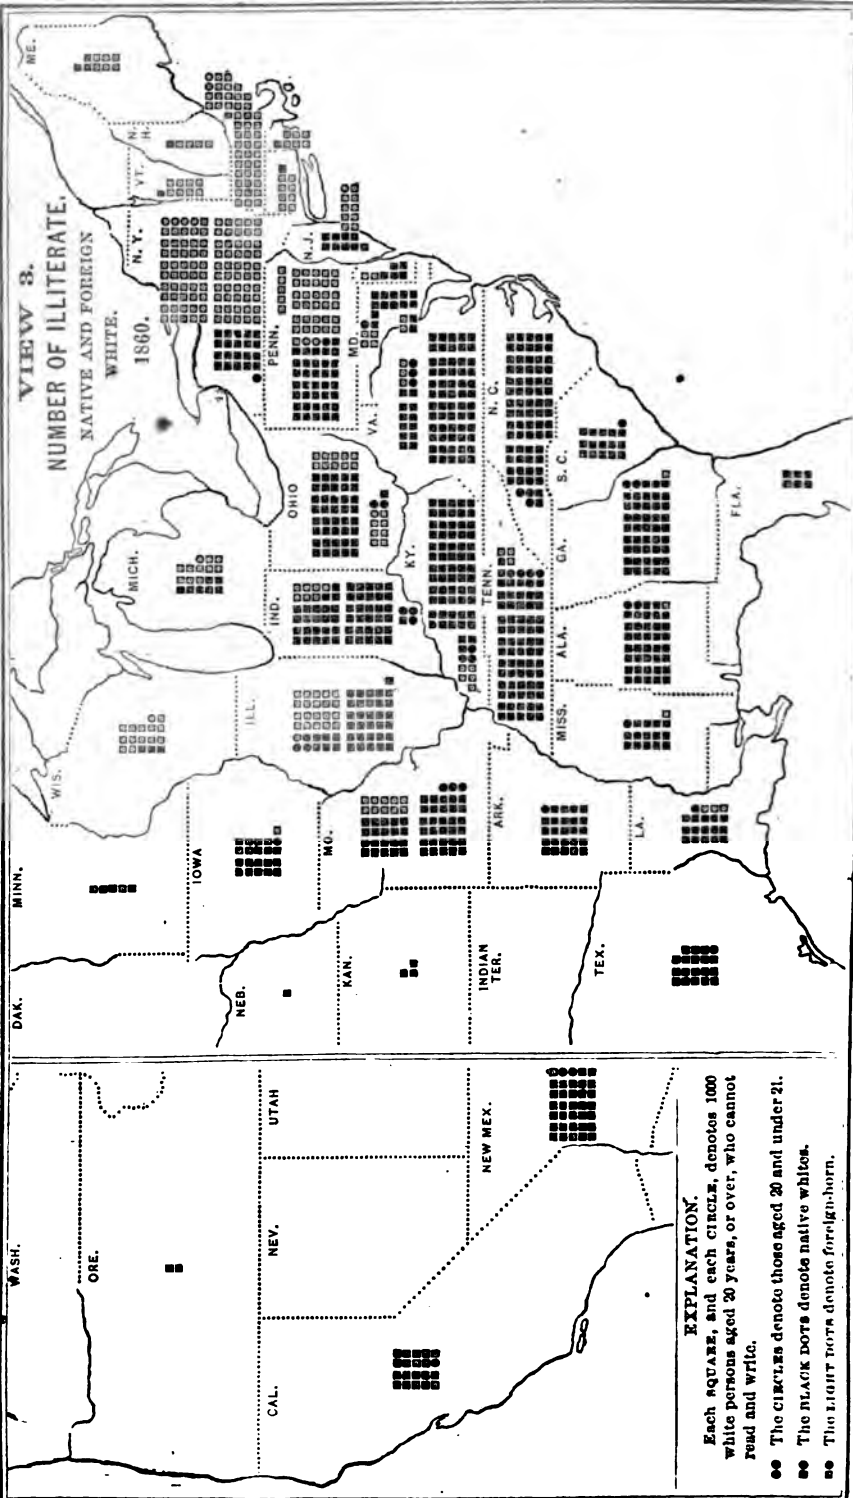 VIEW 3.
NUMBER OF ILLITERATE.
NATIVE AND FOREIGN
WHITE.
1860.
WASH.
ORE.
CAL.
NEV.
UTAH
NEW MEX.
DAK.
NEB.
KAN.
INDIAN
TER.
TEX.
MINN.
IOWA
MO.
ARK.
LA.
WIS.
ILL.
MISS.
MICH.
IND.
OHIO
KY.
TENN.
ALA.
GA.
FLA.
S. C.
N. C.
VA.
MD.
PENN.
N.J.
N.Y.
VT.
N.
H.
ME.
EXPLANATION.
Each SQUARE, and each CIRCLE, denotes 1000
white persons aged 20 years, or over, who cannot
read and write.
The CIRCLES denote those aged 20 and under 21.
The BLACK DOTS denote native whites.
The LIGHT DOTS denote foreign-born.